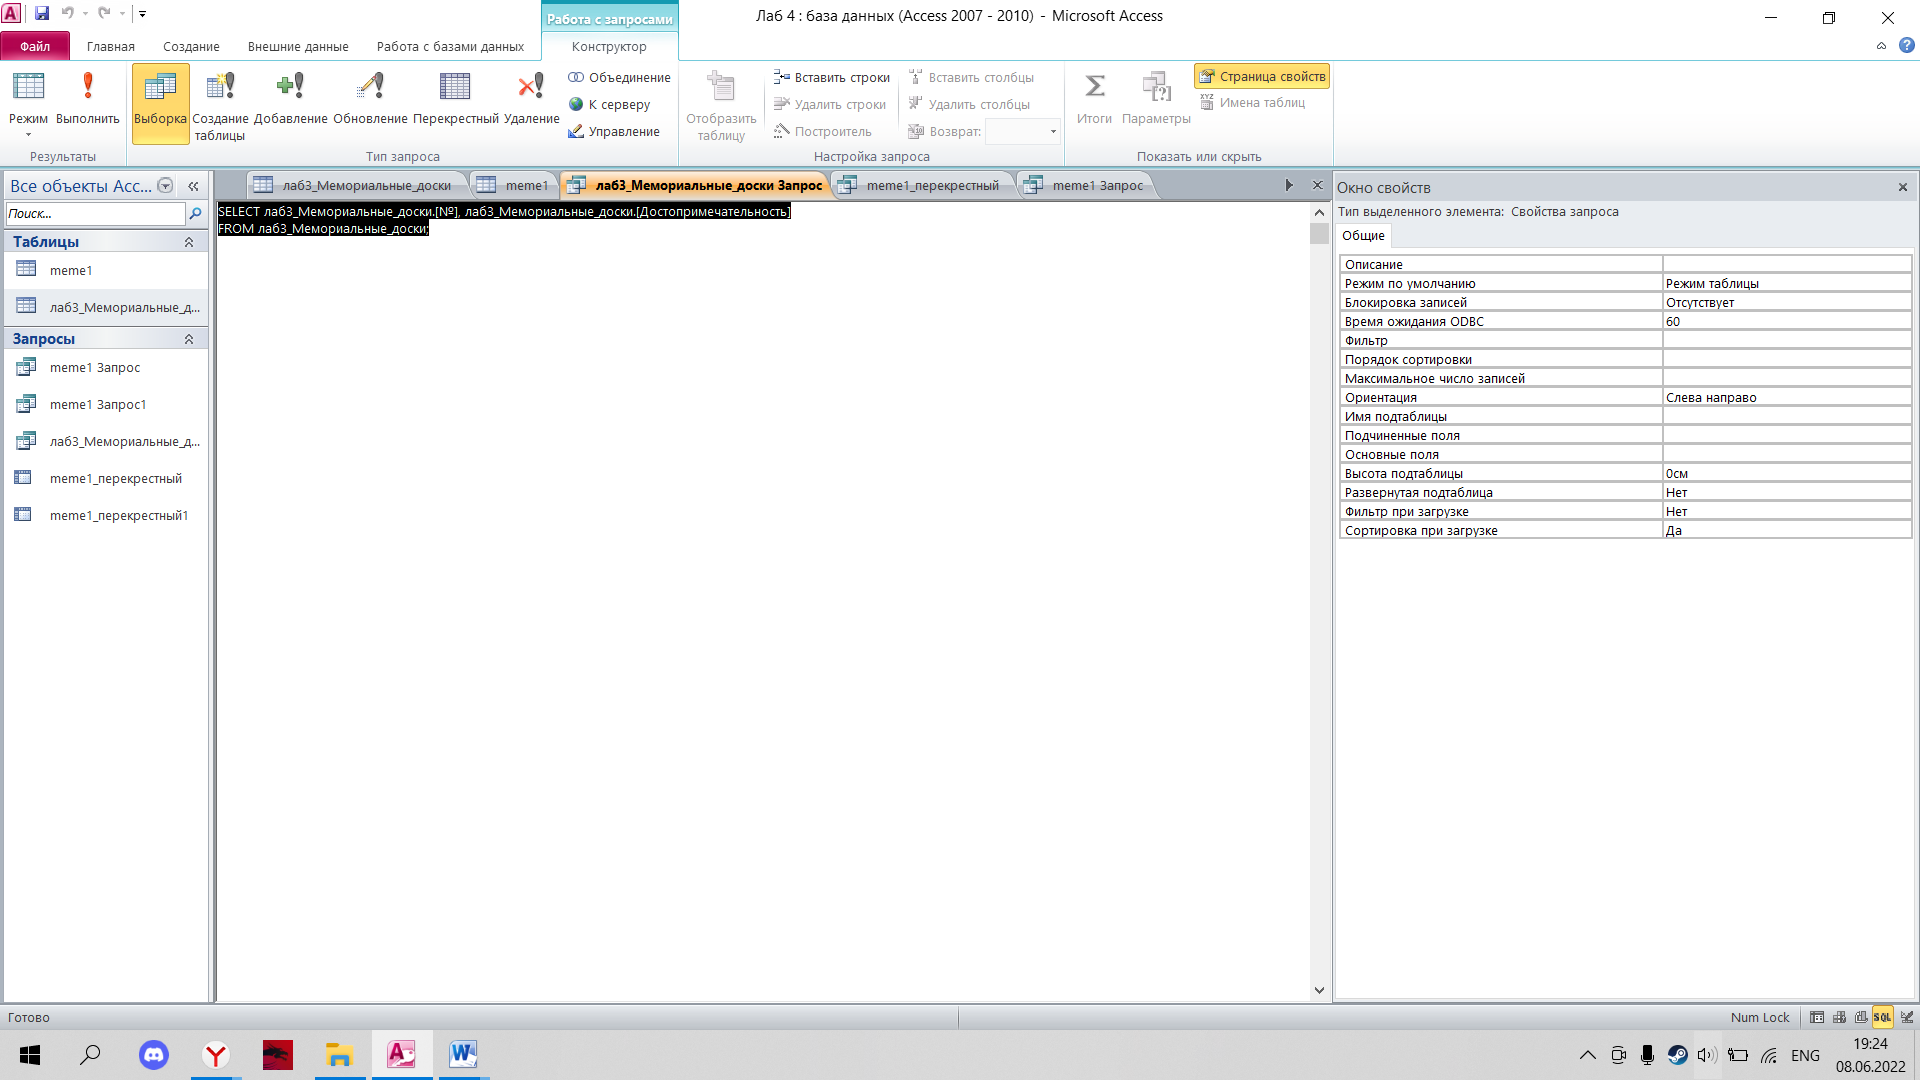 Работа с запросами
Лаб 4 : база данных (Access 2007 - 2010) - Microsoft Access
Файл
Главная
Создание
Внешние данные
Работа с базами данных
Конструктор
Режим
Выполнить
Результаты
Выборка
Создание таблицы
Добавление
Обновление
Перекрестный
Удаление
Объединение
К серверу
Управление
Тип запроса
Отобразить таблицу
Вставить строки
Удалить строки
Построитель
Вставить столбцы
Удалить столбцы
Возврат:
Настройка запроса
Итоги
Параметры
Страница свойств
Имена таблиц
Показать или скрыть
Все объекты Acc...
Поиск...
Таблицы
meme1
лаб3_Мемориальные_д...
Запросы
meme1 Запрос
meme1 Запрос1
лаб3_Мемориальные_д...
meme1_перекрестный
meme1_перекрестный1
лаб3_Мемориальные_доски
meme1
лаб3_Мемориальные_доски Запрос
meme1_перекрестный
meme1 Запрос
SELECT лаб3_Мемориальные_доски.[№], лаб3_Мемориальные_доски.[Достопримечательность]
FROM лаб3_Мемориальные_доски;
Окно свойств
Тип выделенного элемента: Свойства запроса
Общие
Описание
Режим по умолчанию Режим таблицы
Блокировка записей Отсутствует
Время ожидания ODBC 60
Фильтр
Порядок сортировки
Максимальное число записей
Ориентация Слева направо
Имя подтаблицы
Подчиненные поля
Основные поля
Высота подтаблицы 0см
Развернутая подтаблица Нет
Фильтр при загрузке Нет
Сортировка при загрузке Да
Готово
Num Lock
SQL
ENG
19:24
08.06.2022